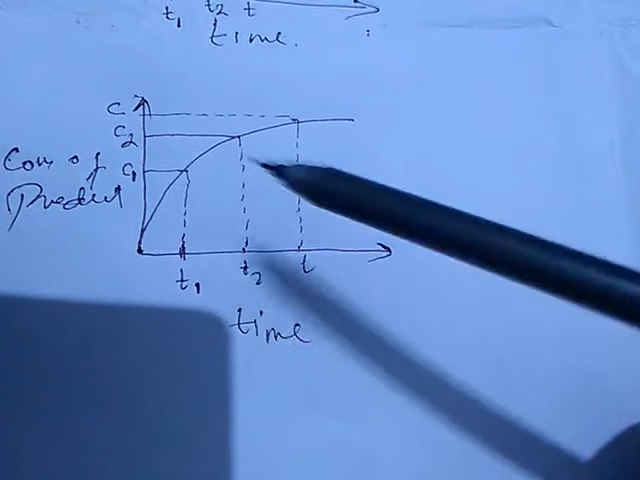 t₁ t₂ t
time.
C
C₂
Con of C₁
Product
t₁ t₂ t
time